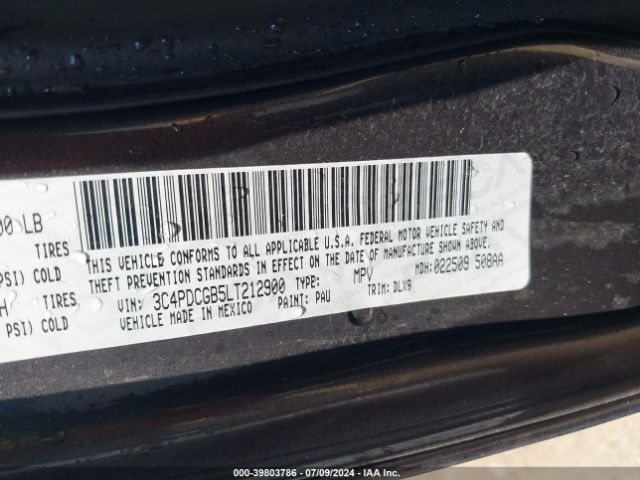 00 LB
TIRES
PSI) COLD
TIRES
H
PSI) COLD
THIS VEHICLE CONFORMS TO ALL APPLICABLE U.S.A. FEDERAL MOTOR VEHICLE SAFETY AND
THEFT PREVENTION STANDARDS IN EFFECT ON THE DATE OF MANUFACTURE SHOWN ABOVE.
VIN: 3C4PDCGB5LT212900 TYPE: MPV MDH: 022509 509AA
VEHICLE MADE IN MEXICO PAINT: PAU TRIM: DLX9
000-39803786 - 07/09/2024 - IAA Inc.